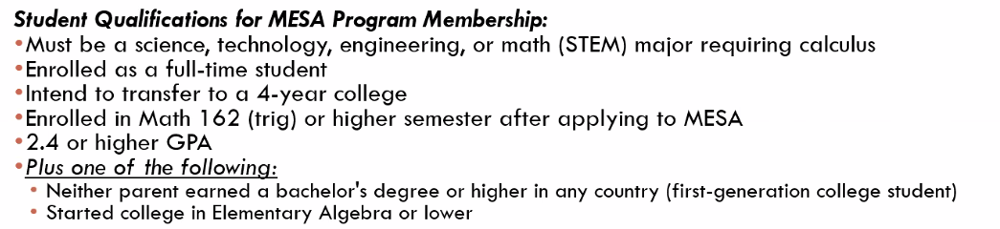 Student Qualifications for MESA Program Membership:
•Must be a science, technology, engineering, or math (STEM) major requiring calculus
•Enrolled as a full-time student
•Intend to transfer to a 4-year college
•Enrolled in Math 162 (trig) or higher semester after applying to MESA
•2.4 or higher GPA
•Plus one of the following:
• Neither parent earned a bachelor's degree or higher in any country (first-generation college student)
• Started college in Elementary Algebra or lower